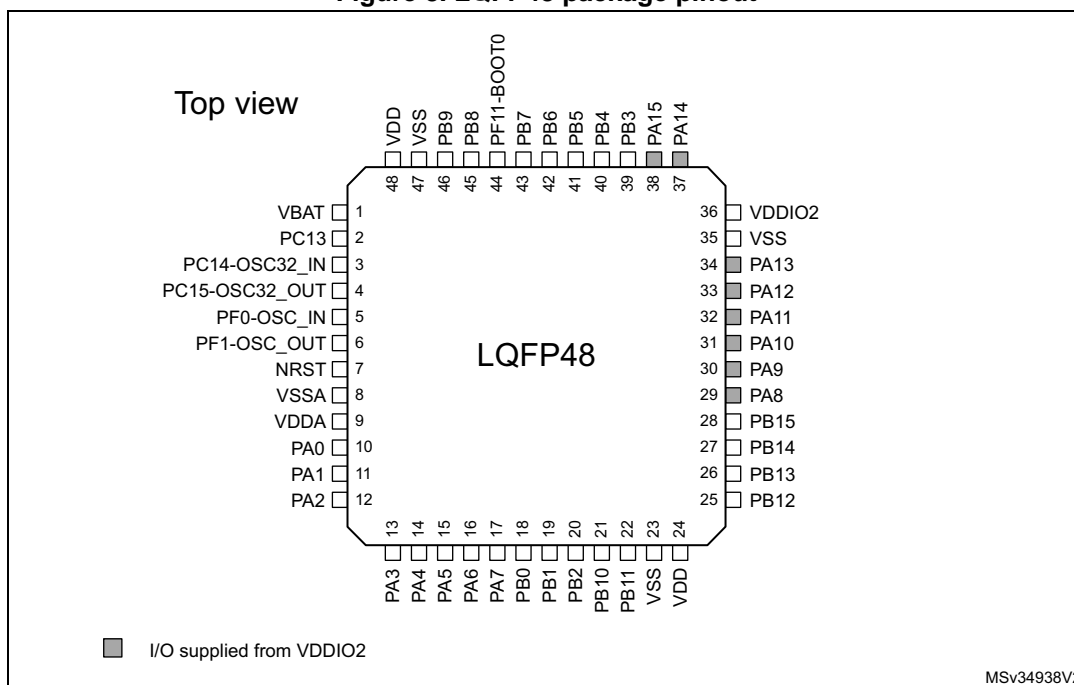 Figure LQFP48 package pinout
Top view
48 VDD
47 VSS
46 PB9
45 PB8
44 PF11-BOOT0
43 PB7
42 PB6
41 PB5
40 PB4
39 PB3
38 PA15
37 PA14
VBAT 1
PC13 2
PC14-OSC32_IN 3
PC15-OSC32_OUT 4
PF0-OSC_IN 5
PF1-OSC_OUT 6
NRST 7
VSSA 8
VDDA 9
PA0 10
PA1 11
PA2 12
LQFP48
36 VDDIO2
35 VSS
34 PA13
33 PA12
32 PA11
31 PA10
30 PA9
29 PA8
28 PB15
27 PB14
26 PB13
25 PB12
PA3 13
PA4 14
PA5 15
PA6 16
PA7 17
PB0 18
PB1 19
PB2 20
PB10 21
PB11 22
VSS 23
VDD 24
I/O supplied from VDDIO2
MSv34938V2